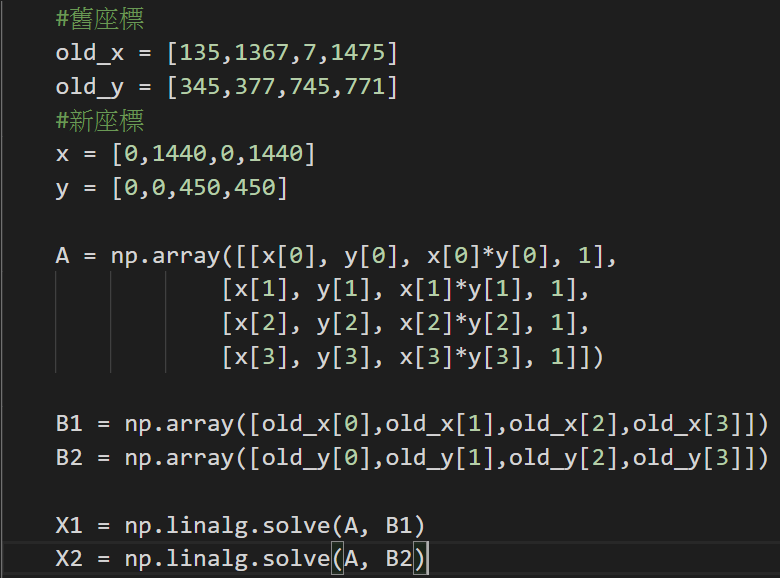 #舊座標
old_x = [135,1367,7,1475]
old_y = [345,377,745,771]
#新座標
x = [0,1440,0,1440]
y = [0,0,450,450]
A = np.array([[x[0], y[0], x[0]*y[0], 1],
[x[1], y[1], x[1]*y[1], 1],
[x[2], y[2], x[2]*y[2], 1],
[x[3], y[3], x[3]*y[3], 1]])
B1 = np.array([old_x[0],old_x[1],old_x[2],old_x[3]])
B2 = np.array([old_y[0],old_y[1],old_y[2],old_y[3]])
X1 = np.linalg.solve(A, B1)
X2 = np.linalg.solve(A, B2)